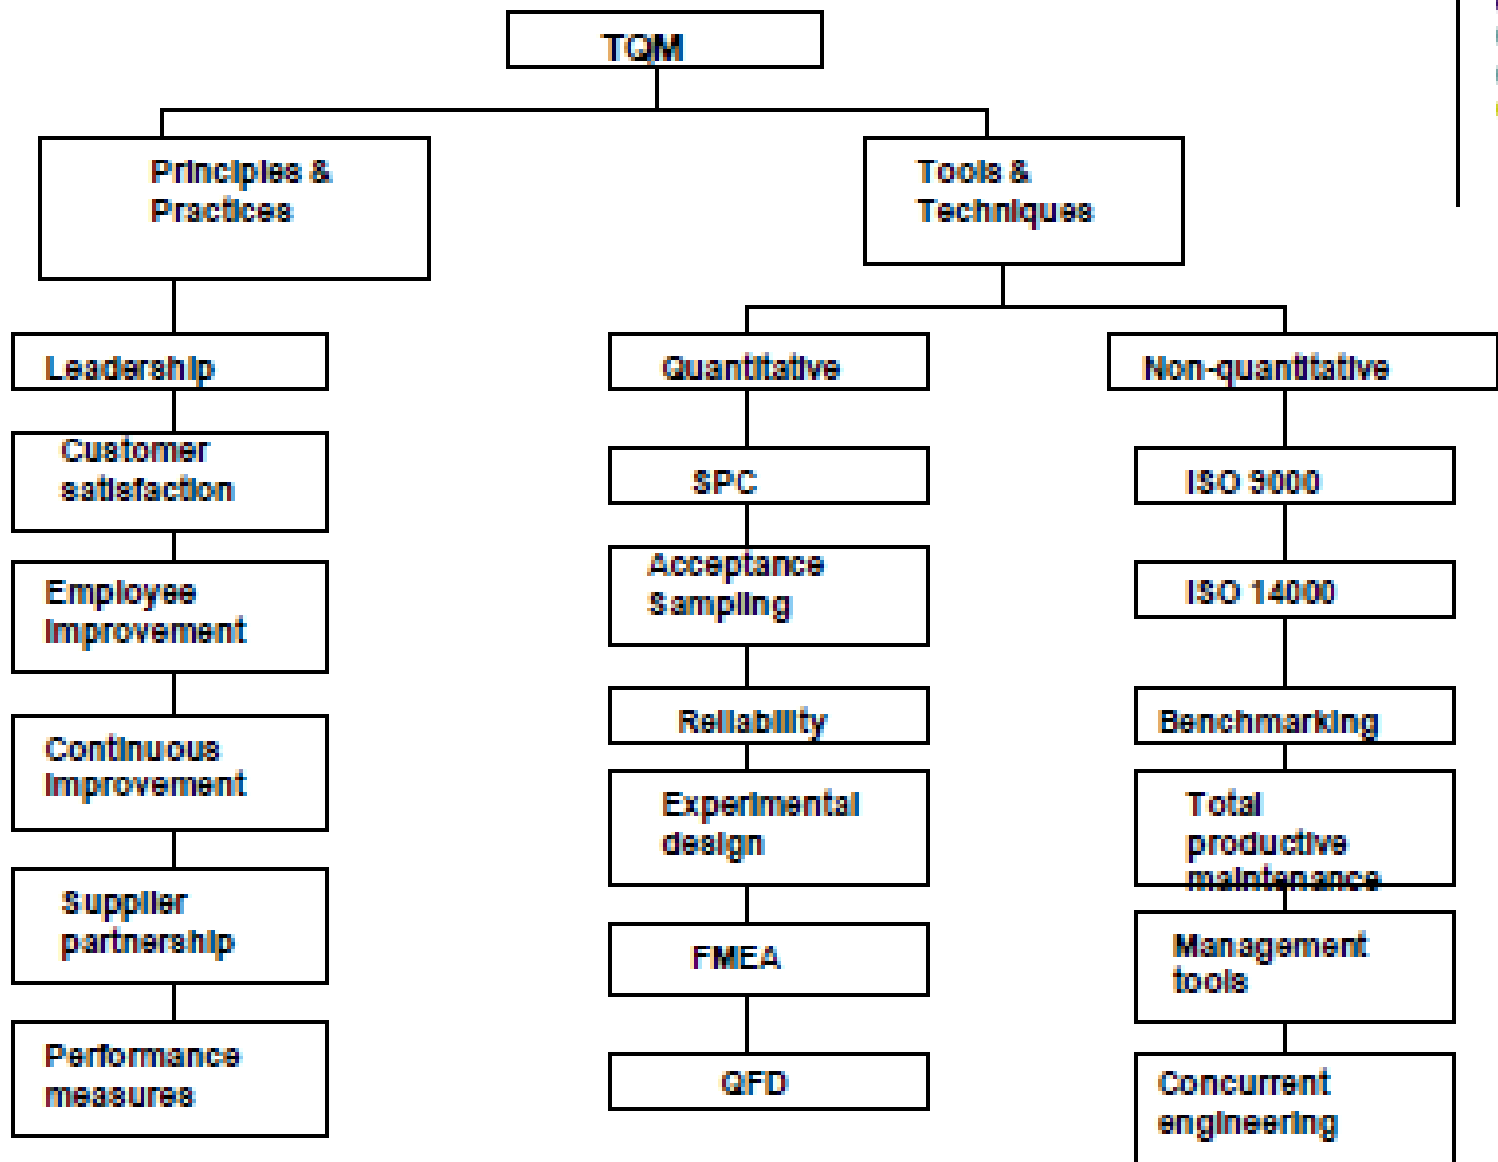 TQM
Principles &
Practices
Tools &
Techniques
Leadership
Quantitative
Non-quantitative
Customer
satisfaction
SPC
ISO 9000
Employee
Improvement
Acceptance
Sampling
ISO 14000
Continuous
Improvement
Reliability
Benchmarking
Experimental
design
Total
productive
maintenance
Supplier
partnership
FMEA
Management
tools
Performance
measures
QFD
Concurrent
engineering